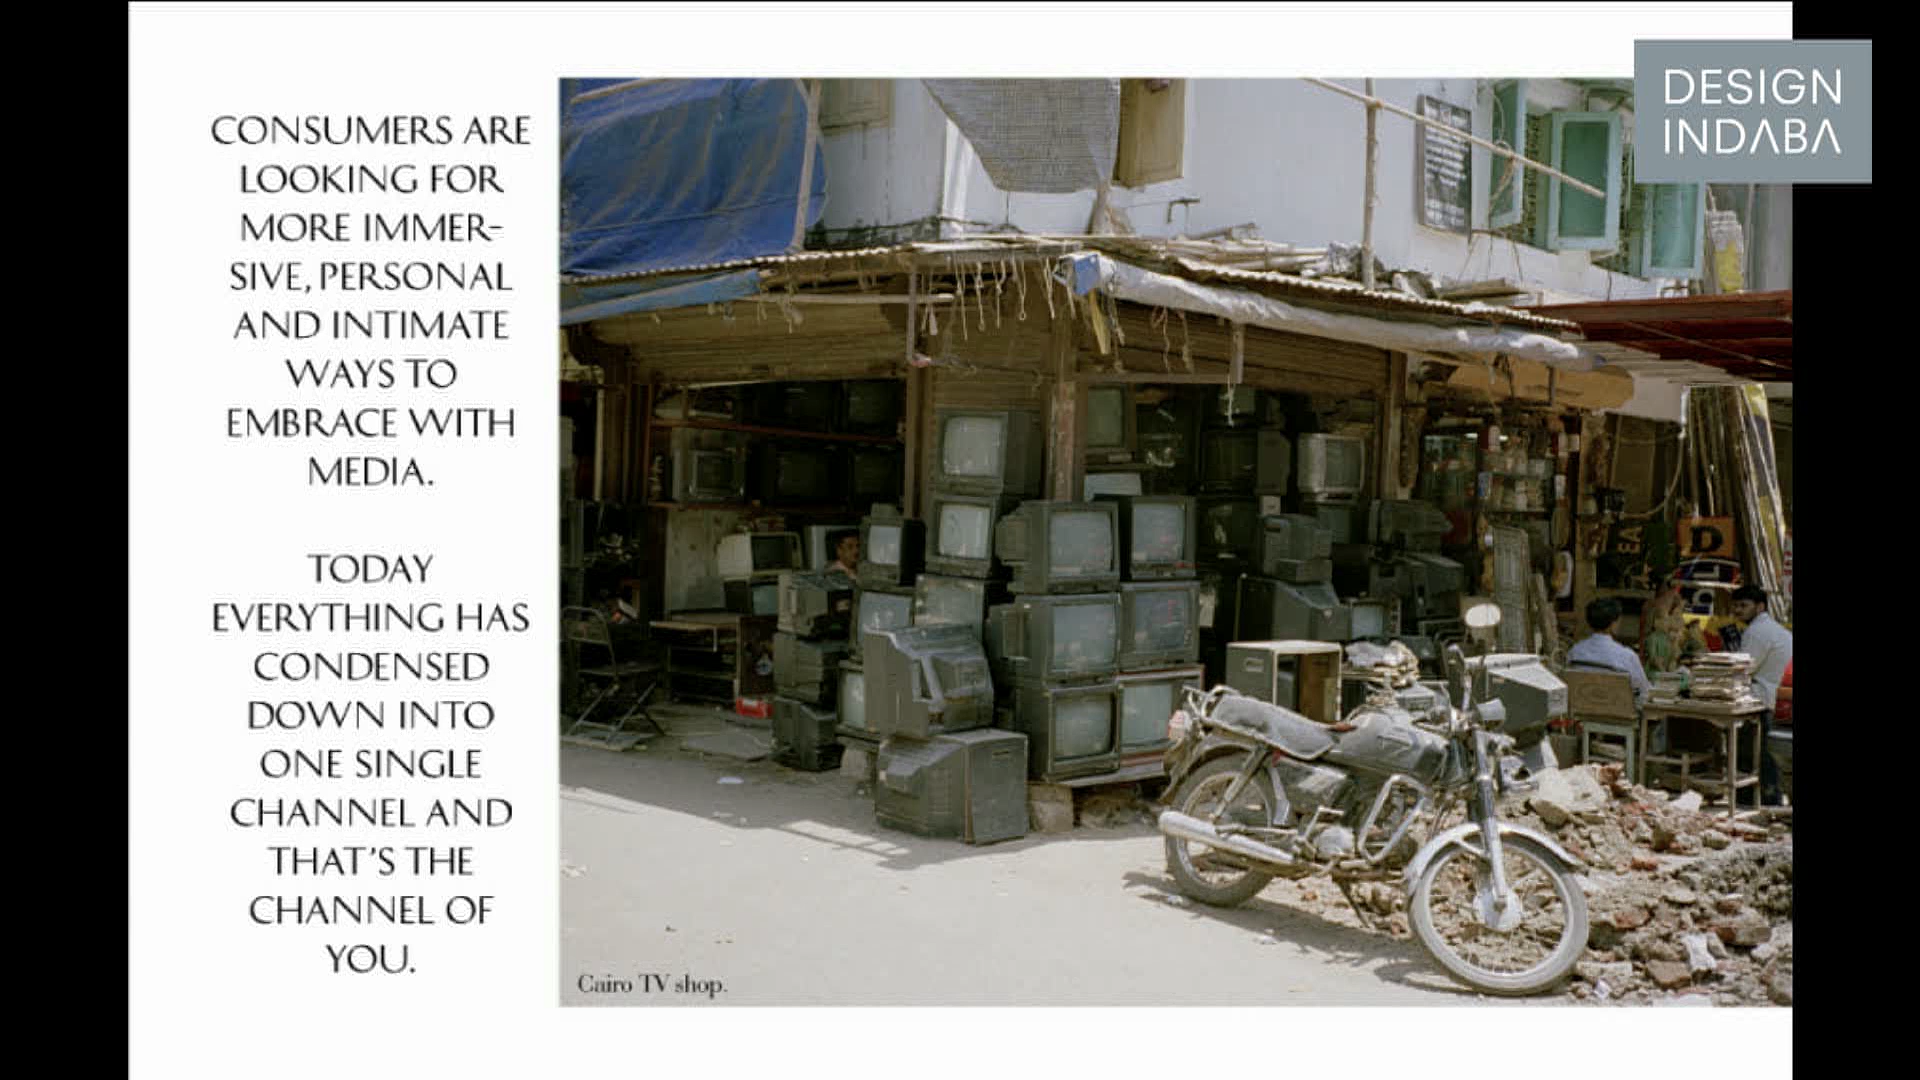 CONSUMERS ARE
LOOKING FOR
MORE IMMER-
SIVE, PERSONAL
AND INTIMATE
WAYS TO
EMBRACE WITH
MEDIA.
TODAY
EVERYTHING HAS
CONDENSED
DOWN INTO
ONE SINGLE
CHANNEL AND
THAT'S THE
CHANNEL OF
YOU.
DESIGN
INDABA
D
Cairo TV shop.